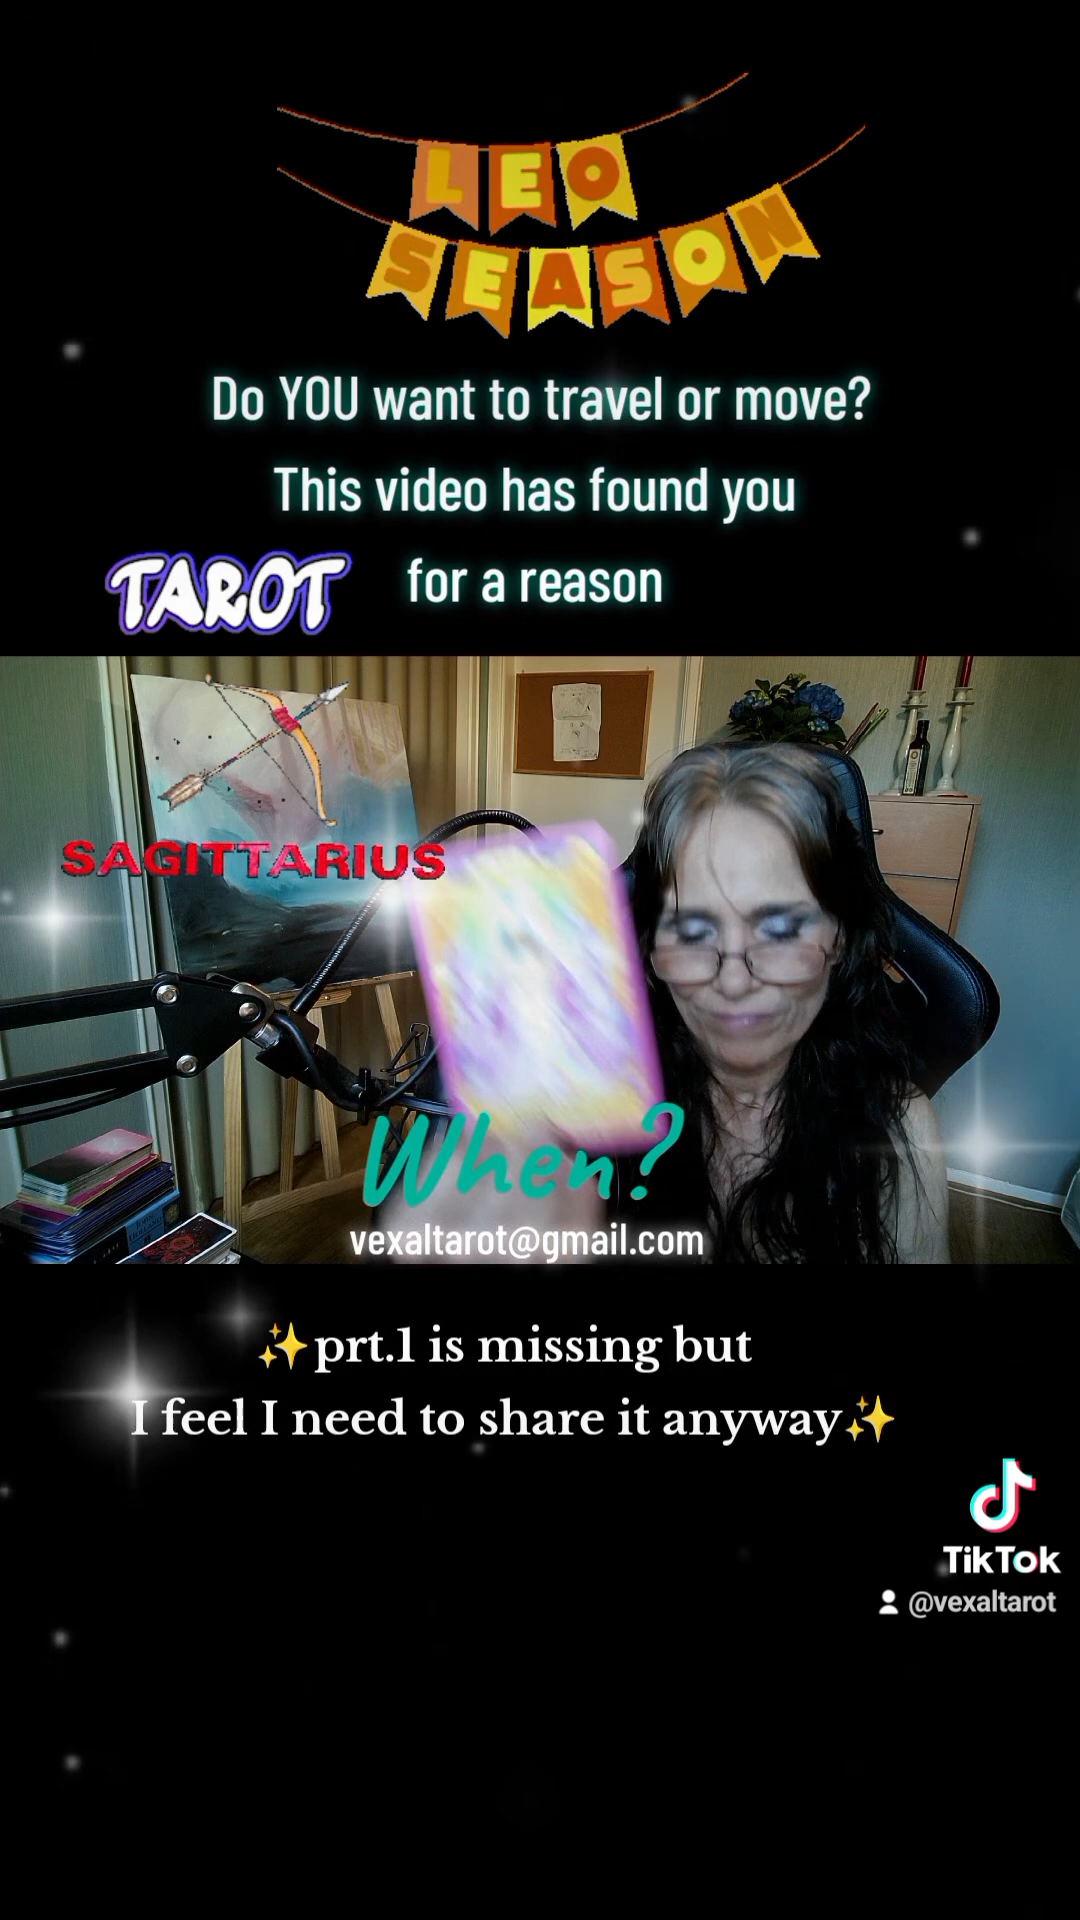 LEO
SEASON
Do YOU want to travel or move?
This video has found you
for a reason
TAROT
SAGITTARIUS
When?
vexaltarot@gmail.com
✨prt.1 is missing but
I feel I need to share it anyway✨
TikTok
@vexaltarot